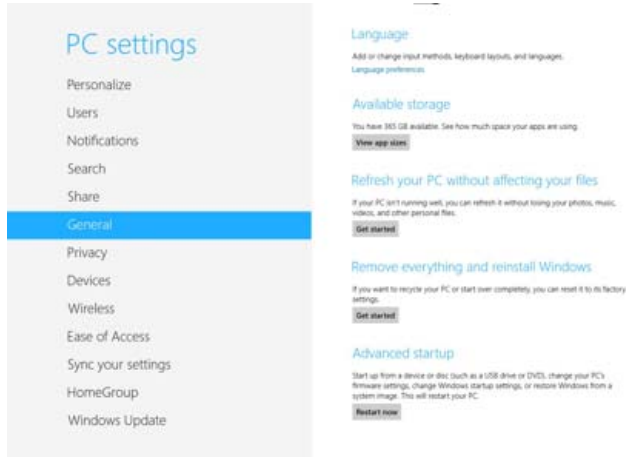 PC settings
Personalize
Users
Notifications
Search
Share
General
Privacy
Devices
Wireless
Ease of Access
Sync your settings
HomeGroup
Windows Update
Language
Add or change input methods, keyboard layouts, and languages.
Language preferences
Available storage
You have 365 GB available. See how much space your apps are using.
View app sizes
Refresh your PC without affecting your files
If your PC isn't running well, you can refresh it without losing your photos, music,
videos, and other personal files.
Get started
Remove everything and reinstall Windows
If you want to recycle your PC or start over completely, you can reset it to its factory
settings.
Get started
Advanced startup
Start up from a device or disc (such as a USB drive or DVD), change your PC's
firmware settings, change Windows startup settings, or restore Windows from a
system image. This will restart your PC.
Restart now